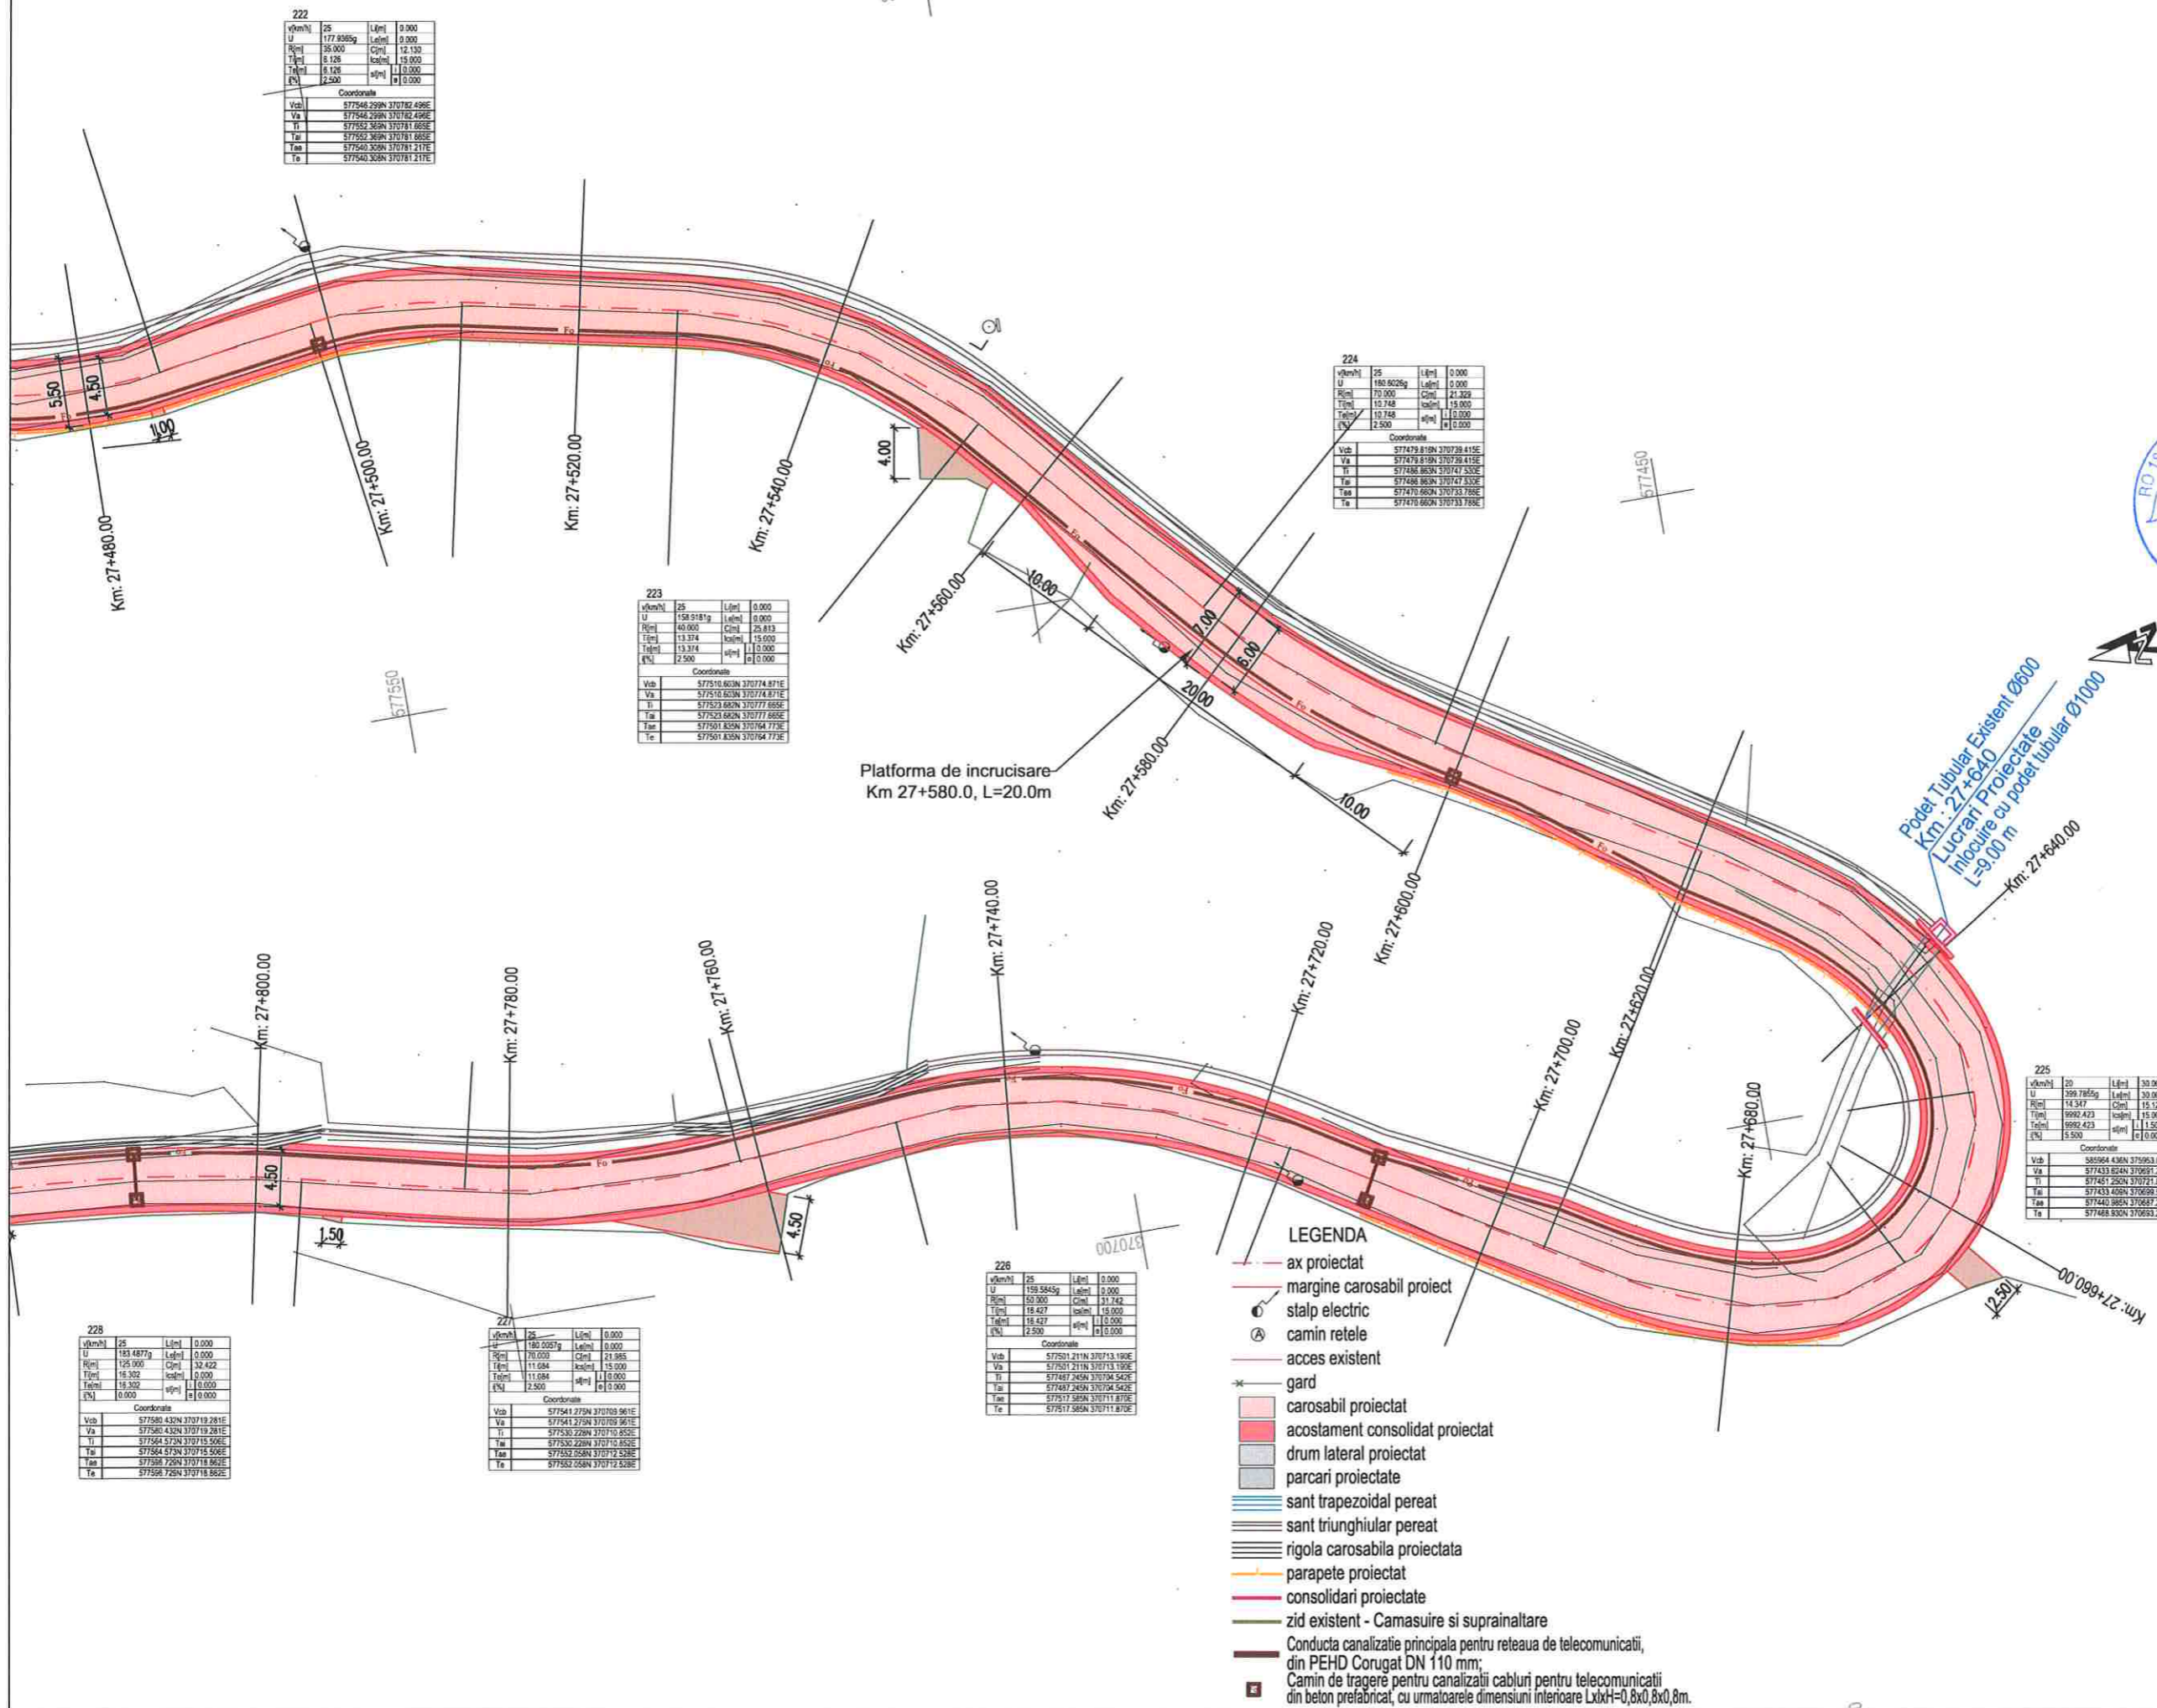 222
v[km/h] 25 Li[m] 0.000
U 177.9365g Le[m] 0.000
R[m] 35.000 C[m] 12.130
Ti[m] 6.126 lcs[m] 15.000
Te[m] 6.126 sl[m] i 0.000
i[%] 2.500 e 0.000
Coordonate
Vcb 577546.299N 370782.496E
Va 577546.299N 370782.496E
Ti 577552.369N 370781.665E
Tai 577552.369N 370781.665E
Tae 577540.308N 370781.217E
Te 577540.308N 370781.217E
223
v[km/h] 25 Li[m] 0.000
U 158.9181g Le[m] 0.000
R[m] 40.000 C[m] 25.813
Ti[m] 13.374 lcs[m] 15.000
Te[m] 13.374 sl[m] i 0.000
i[%] 2.500 e 0.000
Coordonate
Vcb 577510.603N 370774.871E
Va 577510.603N 370774.871E
Ti 577523.682N 370777.665E
Tai 577523.682N 370777.665E
Tae 577501.835N 370764.773E
Te 577501.835N 370764.773E
224
v[km/h] 25 Li[m] 0.000
U 180.6026g Le[m] 0.000
R[m] 70.000 C[m] 21.329
Ti[m] 10.748 lcs[m] 15.000
Te[m] 10.748 sl[m] i 0.000
i[%] 2.500 e 0.000
Coordonate
Vcb 577479.818N 370739.415E
Va 577479.818N 370739.415E
Ti 577486.863N 370747.530E
Tai 577486.863N 370747.530E
Tae 577470.660N 370733.788E
Te 577470.660N 370733.788E
5.50
4.50
1.00
Km: 27+480.00
Km: 27+500.00
Km: 27+520.00
Km: 27+540.00
4.00
Km: 27+560.00
10.00
7.00
6.00
20.00
10.00
Km: 27+580.00
Km: 27+600.00
Km: 27+620.00
577550
577450
Platforma de incrucisare
Km 27+580.0, L=20.0m
Podet Tubular Existent Ø600
Km : 27+640
Lucrari Proiectate
Inlocuire cu podet tubular Ø1000
L=9.00 m
Km: 27+640.00
225
v[km/h] 20 Li[m]
U 399.7855g Le[m]
R[m] 14.347 C[m]
Ti[m] 9992.423 lcs[m]
Te[m] 9992.423 sl[m] i
i[%] 5.500 e
Coordonate
Vcb
Va
Ti
Tai
Tae
Te
Km: 27+660.00
2.50
Km: 27+680.00
Km: 27+700.00
Km: 27+720.00
Km: 27+740.00
Km: 27+760.00
Km: 27+780.00
Km: 27+800.00
4.50
1.50
4.50
370700
Fo
226
v[km/h] 25 Li[m] 0.000
U 159.5845g Le[m] 0.000
R[m] 50.000 C[m] 31.742
Ti[m] 16.427 lcs[m] 15.000
Te[m] 16.427 sl[m] i 0.000
i[%] 2.500 e 0.000
Coordonate
Vcb 577501.211N 370713.190E
Va 577501.211N 370713.190E
Ti 577487.245N 370704.542E
Tai 577487.245N 370704.542E
Tae 577517.585N 370711.870E
Te 577517.585N 370711.870E
227
v[km/h] 25 Li[m] 0.000
U 180.0057g Le[m] 0.000
R[m] 70.000 C[m] 21.985
Ti[m] 11.084 lcs[m] 15.000
Te[m] 11.084 sl[m] i 0.000
i[%] 2.500 e 0.000
Coordonate
Vcb 577541.275N 370709.961E
Va 577541.275N 370709.961E
Ti 577530.228N 370710.852E
Tai 577530.228N 370710.852E
Tae 577552.058N 370712.528E
Te 577552.058N 370712.528E
228
v[km/h] 25 Li[m] 0.000
U 183.4877g Le[m] 0.000
R[m] 125.000 C[m] 32.422
Ti[m] 16.302 lcs[m] 0.000
Te[m] 16.302 sl[m] i 0.000
i[%] 0.000 e 0.000
Coordonate
Vcb 577580.432N 370719.281E
Va 577580.432N 370719.281E
Ti 577564.573N 370715.506E
Tai 577564.573N 370715.506E
Tae 577596.729N 370718.862E
Te 577596.729N 370718.862E
LEGENDA
ax proiectat
margine carosabil proiect
stalp electric
A camin retele
acces existent
gard
carosabil proiectat
acostament consolidat proiectat
drum lateral proiectat
parcari proiectate
sant trapezoidal pereat
sant triunghiular pereat
rigola carosabila proiectata
parapete proiectat
consolidari proiectate
zid existent - Camasuire si suprainaltare
Conducta canalizatie principala pentru reteaua de telecomunicatii,
din PEHD Corugat DN 110 mm;
Camin de tragere pentru canalizatii cabluri pentru telecomunicatii
din beton prefabricat, cu urmatoarele dimensiuni interioare LxlxH=0,8x0,8x0,8m.